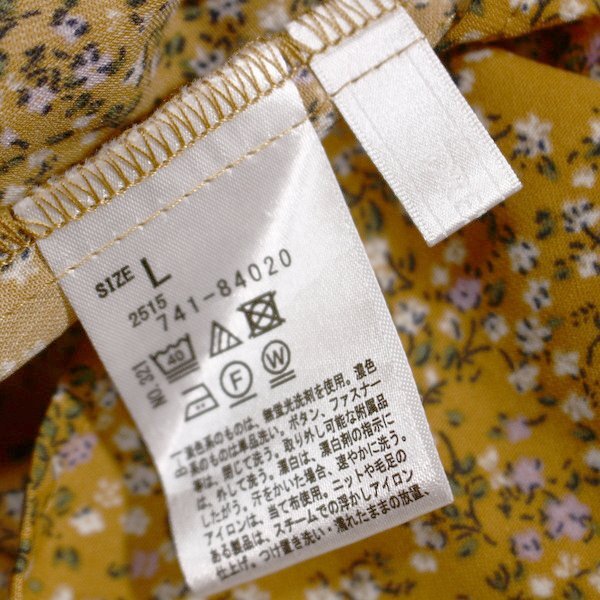 SIZE L
2515
741-84020
NO. 321
40
F W
淡色系のものは、無蛍光洗剤を使用。濃色
系のものは単品洗い。ボタン、ファスナー
は、閉じて洗う。取り外し可能な附属品
は、外して洗う。漂白は、漂白剤の指示に
したがう。汗をかいた場合、速やかに洗う。
アイロンは、当て布使用。ニットや毛足の
ある製品は、スチームでの浮かしアイロン
仕上げ。つけ置き洗い・濡れたままの放置、